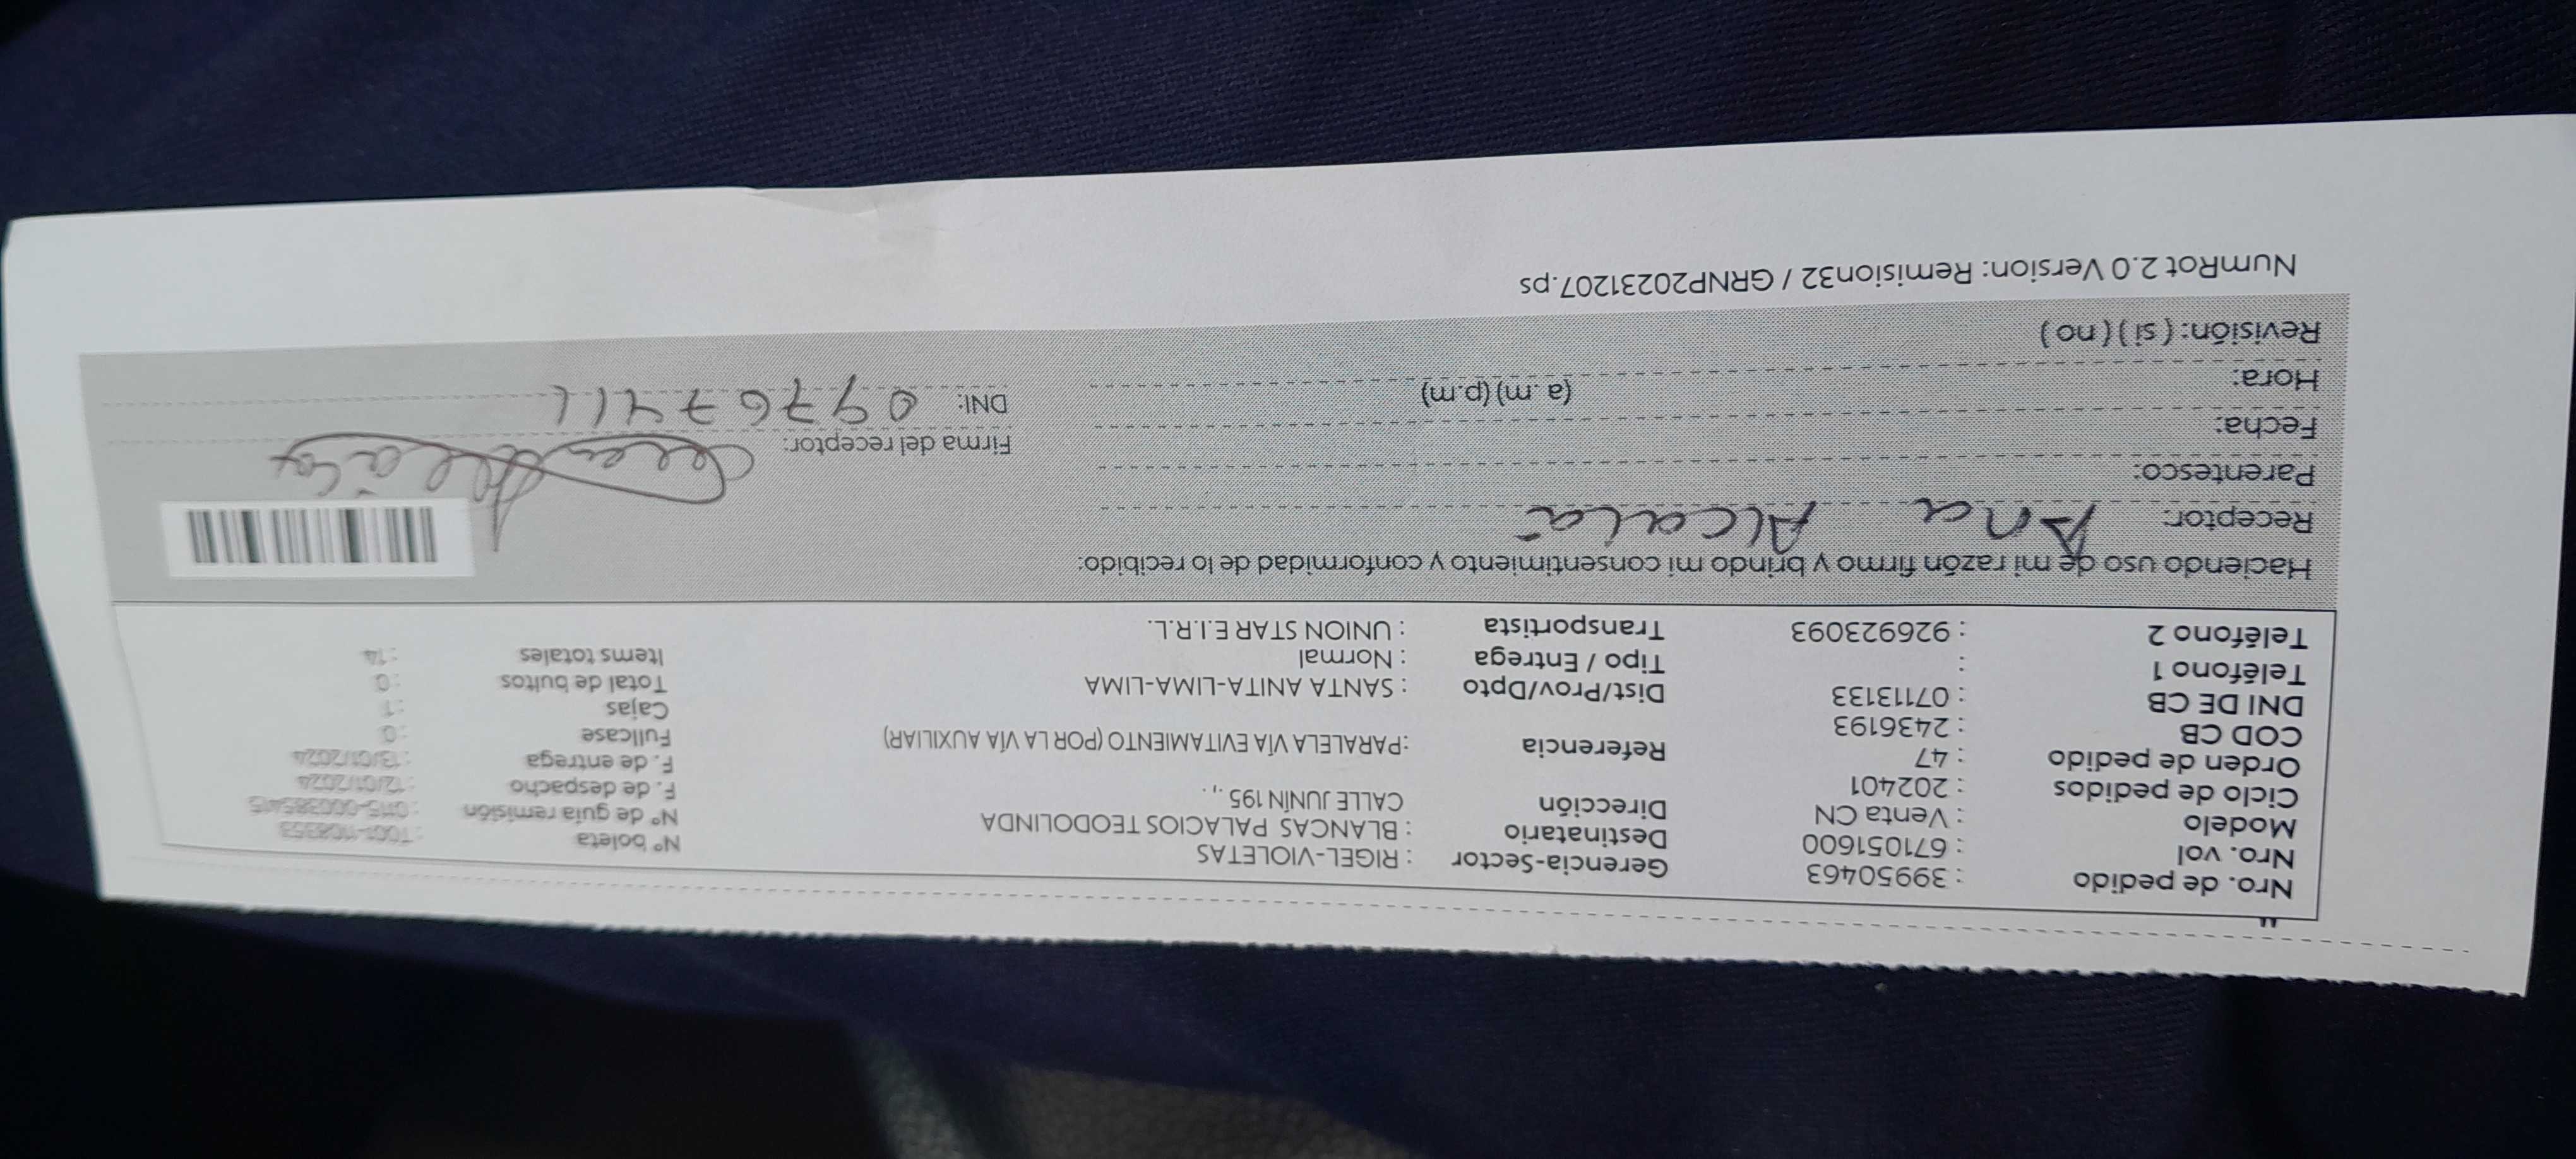 Nro. de pedido : 39950463 Gerencia-Sector : RIGEL-VIOLETAS Nº boleta : T001-1108353
Nro. vol : 671051600 Destinatario : BLANCAS PALACIOS TEODOLINDA Nº de guía remisión
Modelo : Venta CN Dirección CALLE JUNÍN 195 , . F. de despacho : 12/01/2024
Ciclo de pedidos : 202401 F. de entrega : 13/01/2024
Orden de pedido : 47 Referencia :PARALELA VÍA EVITAMIENTO (POR LA VÍA AUXILIAR) Fullcase : 0
COD CB : 2436193 Cajas : 1
DNI DE CB : 07113133 Dist/Prov/Dpto : SANTA ANITA-LIMA-LIMA Total de bultos : 0
Teléfono 1 : Tipo / Entrega : Normal Items totales : 14
Teléfono 2 : 926923093 Transportista : UNION STAR E.I.R.L.
Haciendo uso de mi razón firmo y brindo mi consentimiento y conformidad de lo recibido:
Receptor: Ana Alcalá
Parentesco:
Fecha: Firma del receptor:
Hora: (a .m) (p.m) DNI:
Revisión: ( si ) ( no )
NumRot 2.0 Version: Remision32 / GRNP20231207.ps